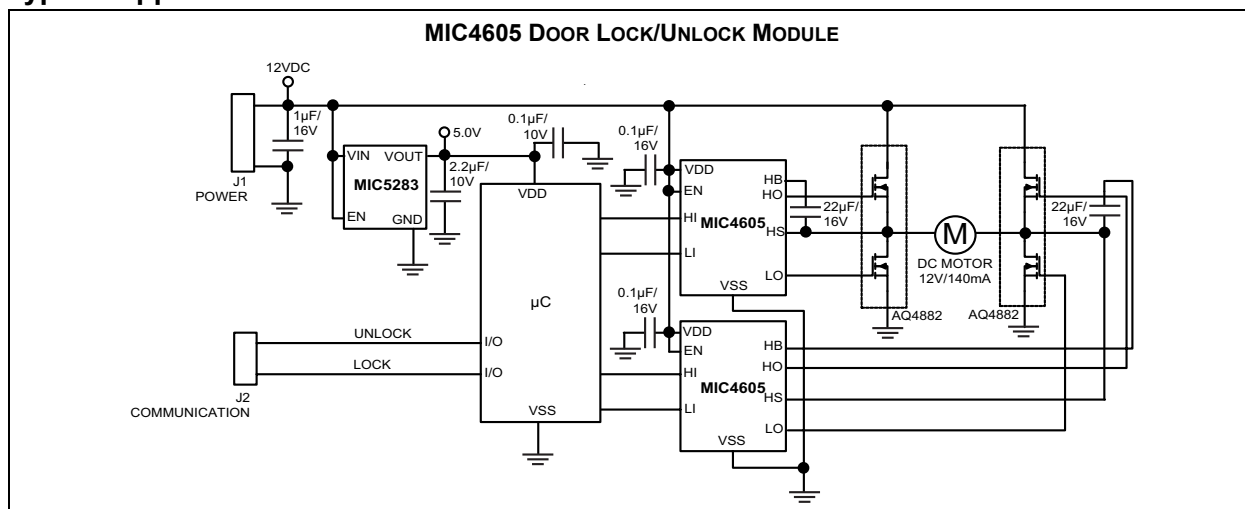 MIC4605 DOOR LOCK/UNLOCK MODULE
12VDC
1µF/
16V
J1
POWER
VIN
VOUT
MIC5283
EN
GND
5.0V
2.2µF/
10V
0.1µF/
10V
VDD
µC
I/O
I/O
VSS
UNLOCK
LOCK
J2
COMMUNICATION
0.1µF/
16V
VDD
EN
HI
LI
MIC4605
HB
HO
HS
LO
VSS
22µF/
16V
M
DC MOTOR
12V/140mA
AQ4882
AQ4882
22µF/
16V
0.1µF/
16V
VDD
EN
HI
LI
MIC4605
HB
HO
HS
LO
VSS